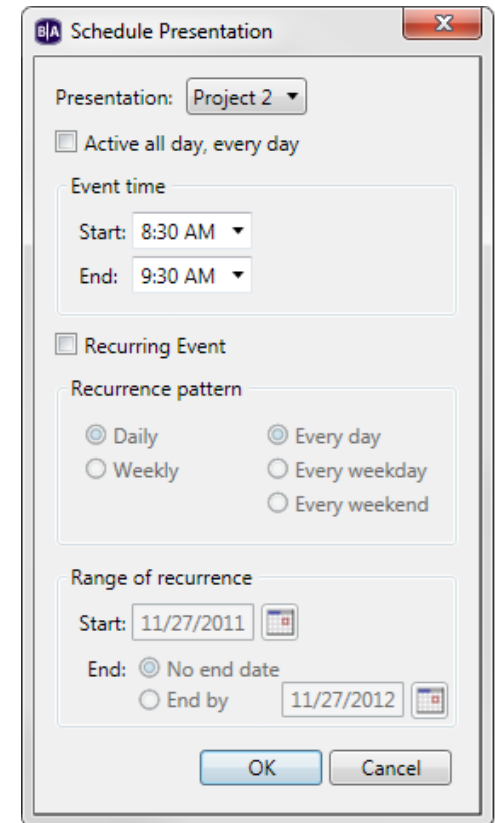 B A Schedule Presentation
Presentation: Project 2
Active all day, every day
Event time
Start: 8:30 AM
End: 9:30 AM
Recurring Event
Recurrence pattern
Daily Every day
Weekly Every weekday
Every weekend
Range of recurrence
Start: 11/27/2011
End: No end date
End by 11/27/2012
OK Cancel